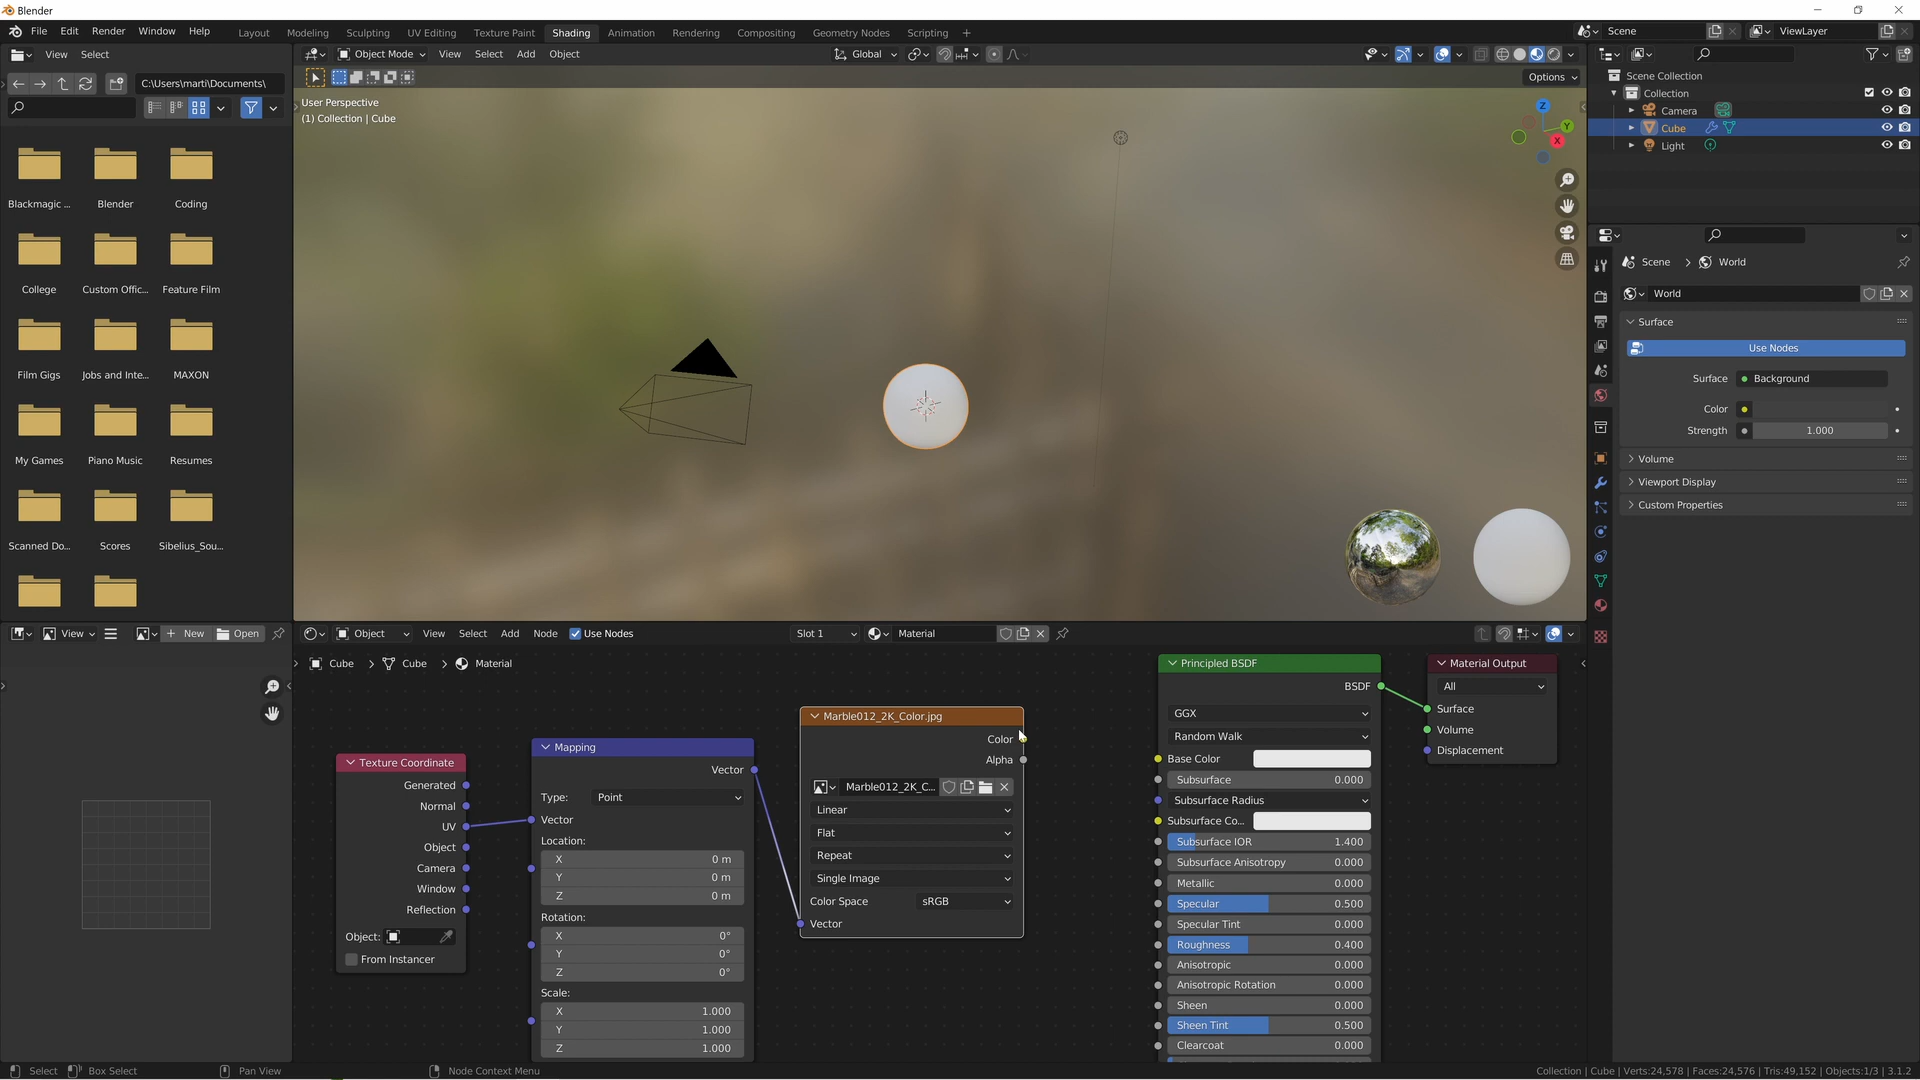 Blender
File Edit Render Window Help Layout Modeling Sculpting UV Editing Texture Paint Shading Animation Rendering Compositing Geometry Nodes Scripting + Scene ViewLayer
View Select
C:\Users\marti\Documents\
Blackmagic ... Blender Coding
College Custom Offic... Feature Film
Film Gigs Jobs and Inte... MAXON
My Games Piano Music Resumes
Scanned Do... Scores Sibelius_Sou...
Object Mode View Select Add Object Global
Options
User Perspective
(1) Collection | Cube
Z
Y
X
Scene Collection
Collection
Camera
Cube
Light
Scene > World
World
Surface
Use Nodes
Surface Background
Color
Strength 1.000
Volume
Viewport Display
Custom Properties
View + New Open
Object View Select Add Node Use Nodes Slot 1 Material
Cube > Cube > Material
Texture Coordinate
Generated
Normal
UV
Object
Camera
Window
Reflection
Object:
From Instancer
Mapping
Vector
Type: Point
Vector
Location:
X 0 m
Y 0 m
Z 0 m
Rotation:
X 0°
Y 0°
Z 0°
Scale:
X 1.000
Y 1.000
Z 1.000
Marble012_2K_Color.jpg
Color
Alpha
Marble012_2K_C...
Linear
Flat
Repeat
Single Image
Color Space sRGB
Vector
Principled BSDF
BSDF
GGX
Random Walk
Base Color
Subsurface 0.000
Subsurface Radius
Subsurface Co...
Subsurface IOR 1.400
Subsurface Anisotropy 0.000
Metallic 0.000
Specular 0.500
Specular Tint 0.000
Roughness 0.400
Anisotropic 0.000
Anisotropic Rotation 0.000
Sheen 0.000
Sheen Tint 0.500
Clearcoat 0.000
Material Output
All
Surface
Volume
Displacement
Select Box Select Pan View Node Context Menu Collection | Cube | Verts:24,578 | Faces:24,576 | Tris:49,152 | Objects:1/3 | 3.1.2